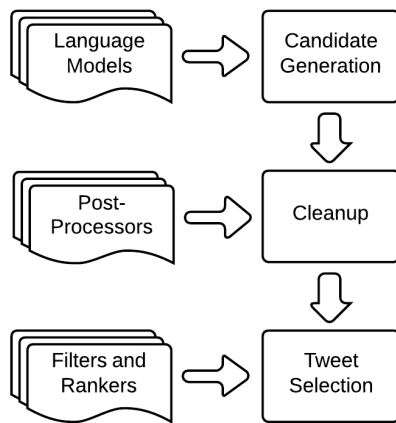 Language
Models
Candidate
Generation
Post-
Processors
Cleanup
Filters and
Rankers
Tweet
Selection